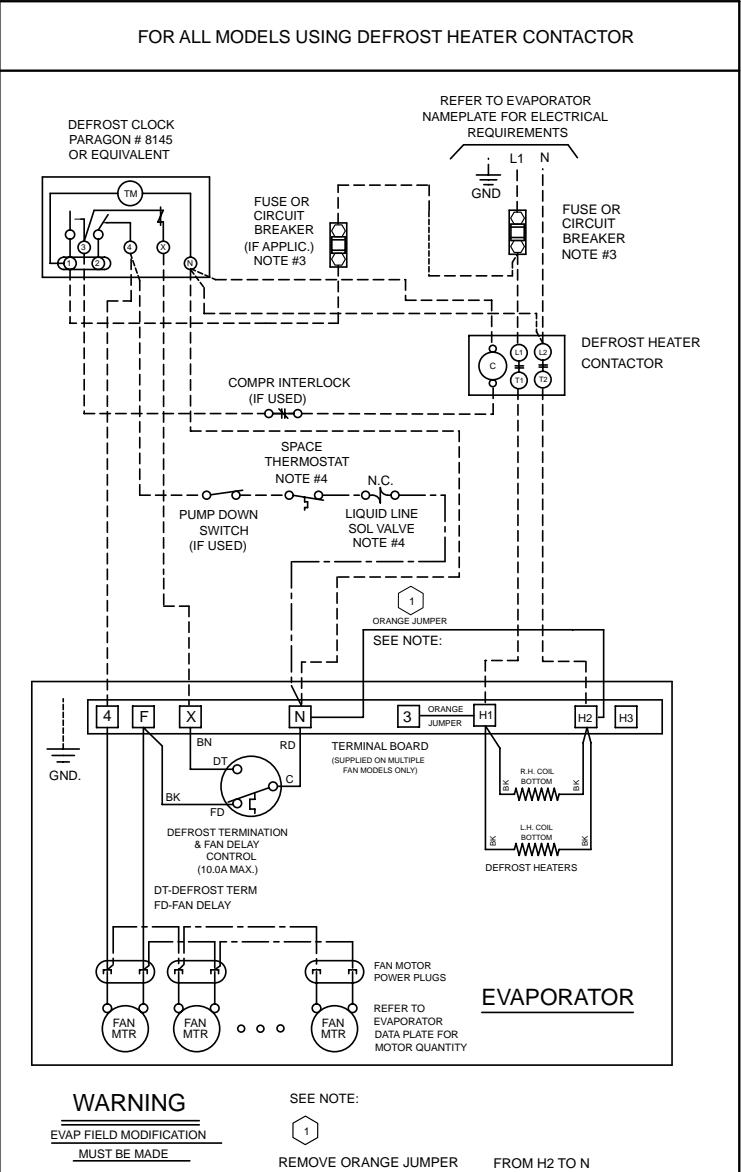 FOR ALL MODELS USING DEFROST HEATER CONTACTOR
REFER TO EVAPORATOR
NAMEPLATE FOR ELECTRICAL
REQUIREMENTS
DEFROST CLOCK
PARAGON # 8145
OR EQUIVALENT
L1 N
GND
TM
FUSE OR
CIRCUIT
BREAKER
(IF APPLIC.)
NOTE #3
FUSE OR
CIRCUIT
BREAKER
NOTE #3
3 4 X
1 2 N
DEFROST HEATER
CONTACTOR
C L1 L2
T1 T2
COMPR INTERLOCK
(IF USED)
SPACE
THERMOSTAT
NOTE #4
N.C.
PUMP DOWN
SWITCH
(IF USED)
LIQUID LINE
SOL VALVE
NOTE #4
1
ORANGE JUMPER
SEE NOTE:
4 F X N 3 ORANGE JUMPER H1 H2 H3
GND.
BN
RD
TERMINAL BOARD
(SUPPLIED ON MULTIPLE
FAN MODELS ONLY)
DT
C
BK
FD
R.H. COIL
BOTTOM
BK BK
L.H. COIL
BOTTOM
BK BK
DEFROST HEATERS
DEFROST TERMINATION
& FAN DELAY
CONTROL
(10.0A MAX.)
DT-DEFROST TERM
FD-FAN DELAY
FAN MOTOR
POWER PLUGS
EVAPORATOR
FAN
MTR
FAN
MTR
FAN
MTR
REFER TO
EVAPORATOR
DATA PLATE FOR
MOTOR QUANTITY
WARNING
EVAP FIELD MODIFICATION
MUST BE MADE
SEE NOTE:
1
REMOVE ORANGE JUMPER FROM H2 TO N